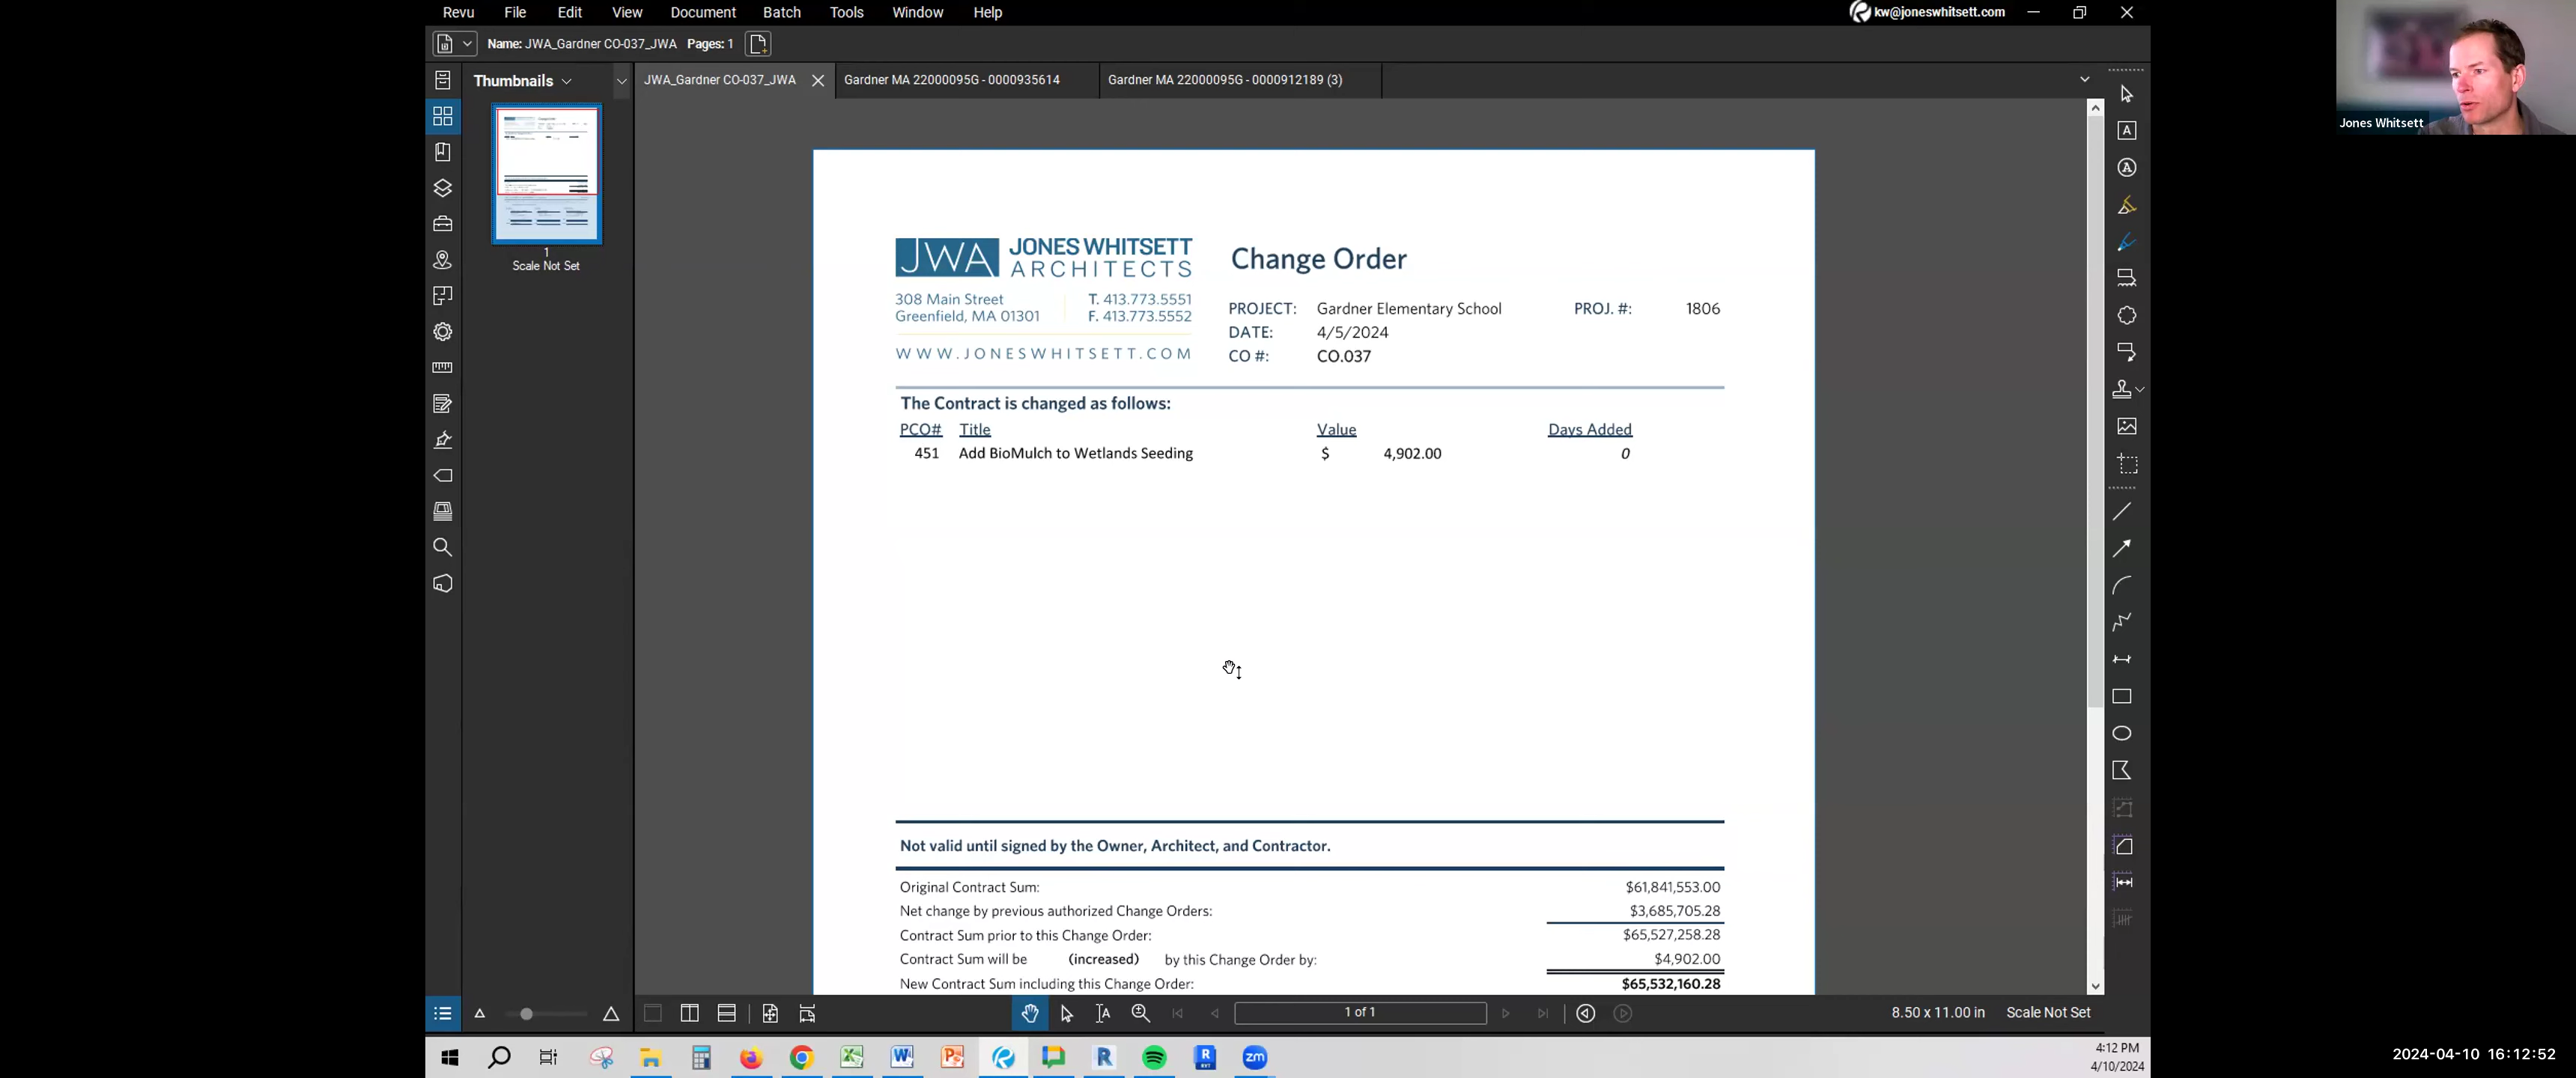 Revu File Edit View Document Batch Tools Window Help kw@joneswhitsett.com
Name: JWA_Gardner CO-037_JWA Pages: 1
Thumbnails
JWA_Gardner CO-037_JWA Gardner MA 22000095G - 0000935614 Gardner MA 22000095G - 0000912189 (3)
Jones Whitsett
1
Scale Not Set
JWA JONES WHITSETT
ARCHITECTS
308 Main Street T. 413.773.5551
Greenfield, MA 01301 F. 413.773.5552
WWW.JONESWHITSETT.COM
Change Order
PROJECT: Gardner Elementary School PROJ. #: 1806
DATE: 4/5/2024
CO #: CO.037
The Contract is changed as follows:
PCO# Title Value Days Added
451 Add BioMulch to Wetlands Seeding $ 4,902.00 0
Not valid until signed by the Owner, Architect, and Contractor.
Original Contract Sum: $61,841,553.00
Net change by previous authorized Change Orders: $3,685,705.28
Contract Sum prior to this Change Order: $65,527,258.28
Contract Sum will be (increased) by this Change Order by: $4,902.00
New Contract Sum including this Change Order: $65,532,160.28
1 of 1 8.50 x 11.00 in Scale Not Set
4:12 PM
4/10/2024
2024-04-10 16:12:52